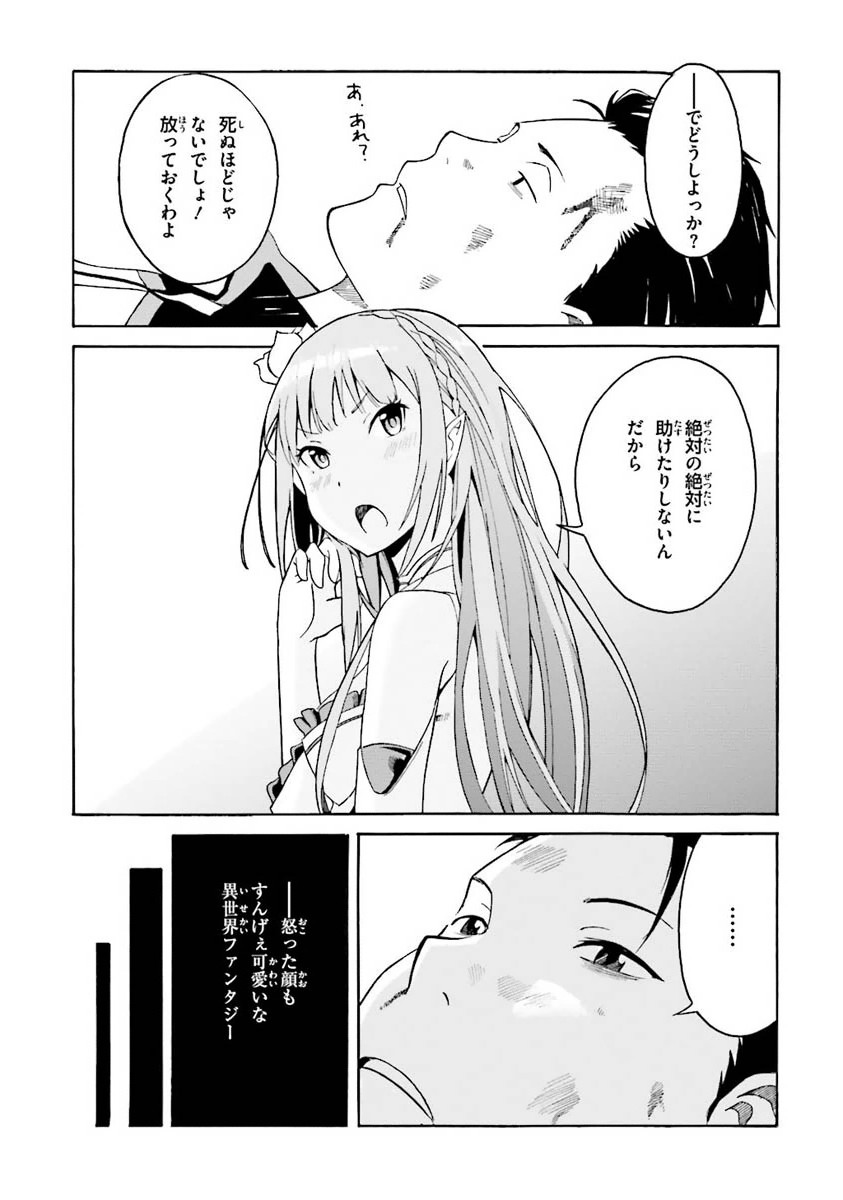 ――でどうしよっか？
あ、あれ？
死ぬほどじゃ
ないでしょ！
放っておくわよ
絶対の絶対に
助けたりしないん
だから
……
――怒った顔も
すんげぇ可愛いな
異世界ファンタジー